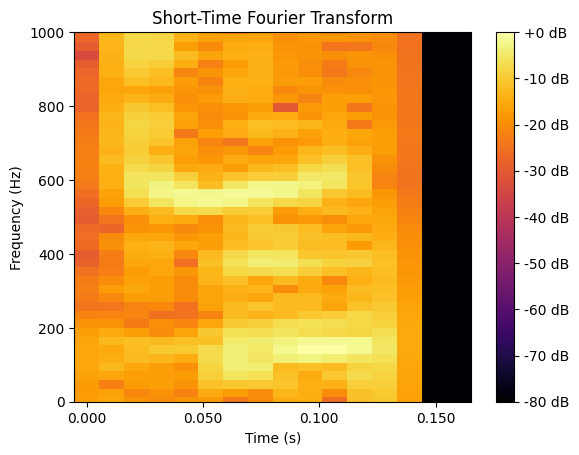 Short-Time Fourier Transform
1000
800
600
400
200
0
Frequency (Hz)
0.000
0.050
0.100
0.150
Time (s)
+0 dB
-10 dB
-20 dB
-30 dB
-40 dB
-50 dB
-60 dB
-70 dB
-80 dB